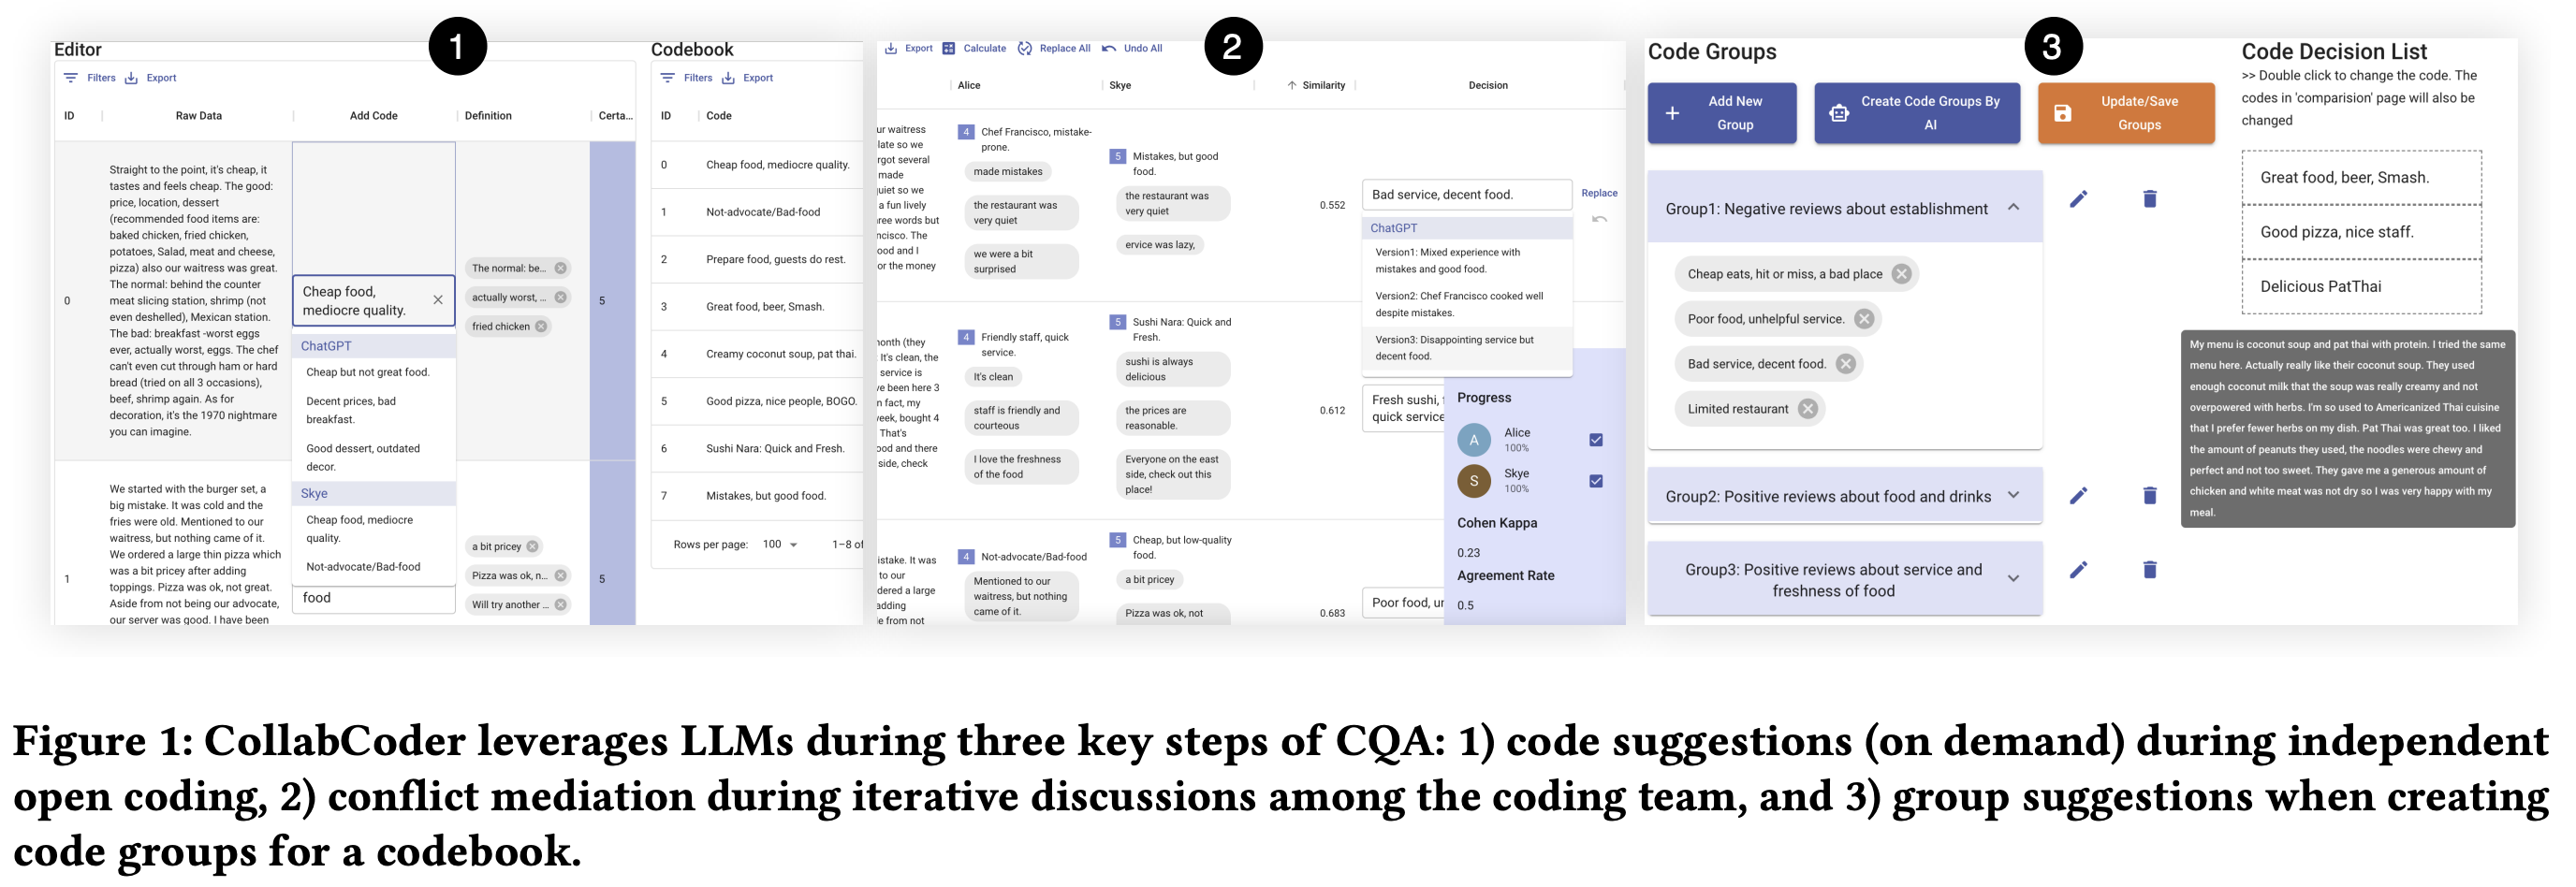 1
Editor
Filters
Export
ID
Raw Data
Add Code
Definition
Certa...
0
Straight to the point, it's cheap, it
tastes and feels cheap. The good:
price, location, dessert
(recommended food items are:
baked chicken, fried chicken,
potatoes, Salad, meat and cheese,
pizza) also our waitress was great.
The normal: behind the counter
meat slicing station, shrimp (not
even deshelled), Mexican station.
The bad: breakfast -worst eggs
ever, actually worst, eggs. The chef
can't even cut through ham or hard
bread (tried on all 3 occasions),
beef, shrimp again. As for
decoration, it's the 1970 nightmare
you can imagine.
Cheap food,
mediocre quality.
ChatGPT
Cheap but not great food.
Decent prices, bad
breakfast.
Good dessert, outdated
decor.
Skye
Cheap food, mediocre
quality.
Not-advocate/Bad-food
The normal: be...
actually worst, ...
fried chicken
5
1
We started with the burger set, a
big mistake. It was cold and the
fries were old. Mentioned to our
waitress, but nothing came of it.
We ordered a large thin pizza which
was a bit pricey after adding
toppings. Pizza was ok, not great.
Aside from not being our advocate,
our server was good. I have been
food
a bit pricey
Pizza was ok, n...
Will try another ...
5
Codebook
Filters
Export
ID
Code
0
Cheap food, mediocre quality.
1
Not-advocate/Bad-food
2
Prepare food, guests do rest.
3
Great food, beer, Smash.
4
Creamy coconut soup, pat thai.
5
Good pizza, nice people, BOGO.
6
Sushi Nara: Quick and Fresh.
7
Mistakes, but good food.
Rows per page: 100
1–8 of
2
Export
Calculate
Replace All
Undo All
Alice
Skye
Similarity
Decision
ur waitress
late so we
rgot several
made
uiet so we
a fun lively
ree words but
ncisco. The
ood and I
or the money
4
Chef Francisco, mistake-
prone.
made mistakes
the restaurant was
very quiet
we were a bit
surprised
5
Mistakes, but good
food.
the restaurant was
very quiet
ervice was lazy,
0.552
Bad service, decent food.
Replace
ChatGPT
Version1: Mixed experience with
mistakes and good food.
Version2: Chef Francisco cooked well
despite mistakes.
Version3: Disappointing service but
decent food.
month (they
It's clean, the
service is
ve been here 3
n fact, my
veek, bought 4
That's
ood and there
side, check
4
Friendly staff, quick
service.
It's clean
staff is friendly and
courteous
I love the freshness
of the food
5
Sushi Nara: Quick and
Fresh.
sushi is always
delicious
the prices are
reasonable.
Everyone on the east
side, check out this
place!
0.612
Fresh sushi,
quick service
istake. It was
to our
dered a large
adding
le from not
4
Not-advocate/Bad-food
Mentioned to our
waitress, but nothing
came of it.
5
Cheap, but low-quality
food.
a bit pricey
Pizza was ok, not
0.683
Poor food, ur
Progress
A
Alice
100%
S
Skye
100%
Cohen Kappa
0.23
Agreement Rate
0.5
3
Code Groups
Add New
Group
Create Code Groups By
AI
Update/Save
Groups
Group1: Negative reviews about establishment
Cheap eats, hit or miss, a bad place
Poor food, unhelpful service.
Bad service, decent food.
Limited restaurant
Group2: Positive reviews about food and drinks
Group3: Positive reviews about service and
freshness of food
Code Decision List
>> Double click to change the code. The
codes in 'comparision' page will also be
changed
Great food, beer, Smash.
Good pizza, nice staff.
Delicious PatThai
My menu is coconut soup and pat thai with protein. I tried the same
menu here. Actually really like their coconut soup. They used
enough coconut milk that the soup was really creamy and not
overpowered with herbs. I'm so used to Americanized Thai cuisine
that I prefer fewer herbs on my dish. Pat Thai was great too. I liked
the amount of peanuts they used, the noodles were chewy and
perfect and not too sweet. They gave me a generous amount of
chicken and white meat was not dry so I was very happy with my
meal.
Figure 1: CollabCoder leverages LLMs during three key steps of CQA: 1) code suggestions (on demand) during independent
open coding, 2) conflict mediation during iterative discussions among the coding team, and 3) group suggestions when creating
code groups for a codebook.